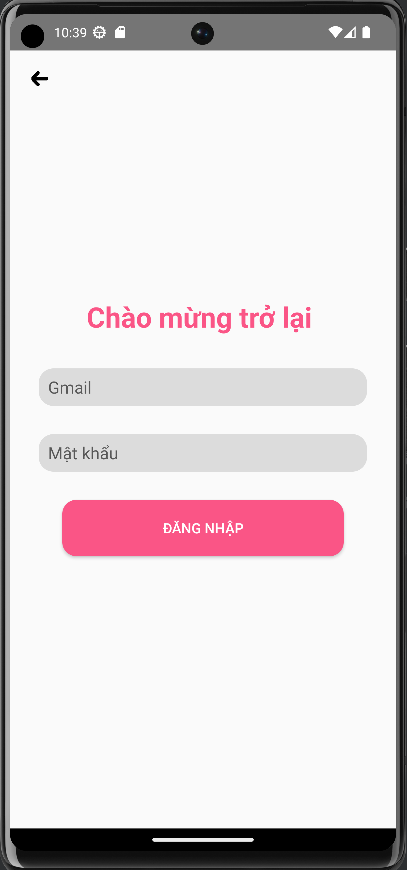 10:39
Chào mừng trở lại
Gmail
Mật khẩu
ĐĂNG NHẬP